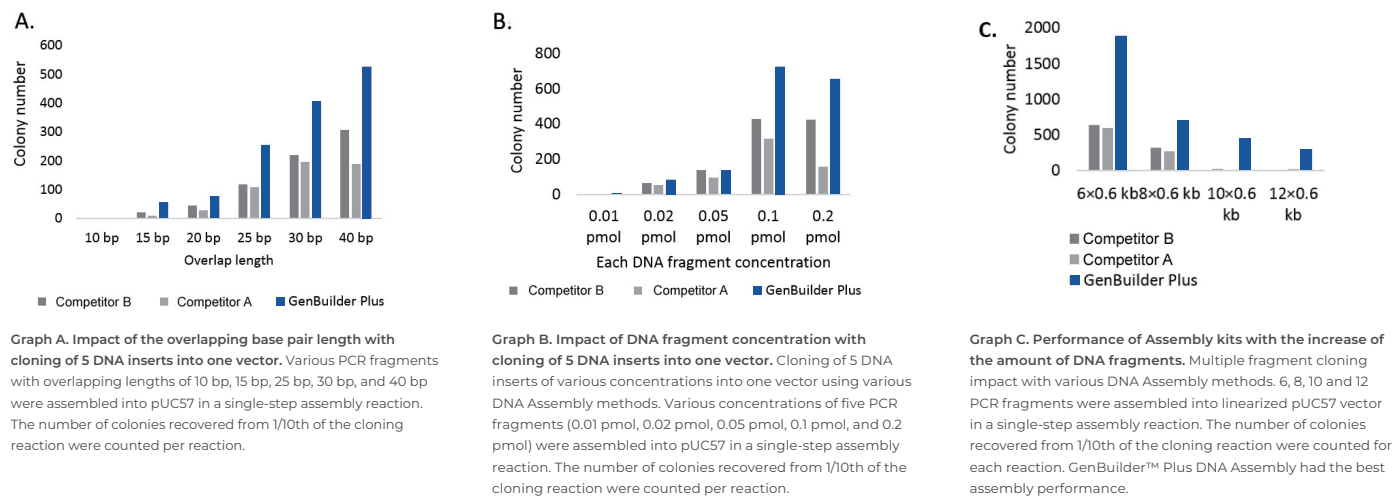 A.
Colony number
600
500
400
300
200
100
0
10 bp 15 bp 20 bp 25 bp 30 bp 40 bp
Overlap length
Competitor B Competitor A GenBuilder Plus
Graph A. Impact of the overlapping base pair length with
cloning of 5 DNA inserts into one vector. Various PCR fragments
with overlapping lengths of 10 bp, 15 bp, 25 bp, 30 bp, and 40 bp
were assembled into pUC57 in a single-step assembly reaction.
The number of colonies recovered from 1/10th of the cloning
reaction were counted per reaction.
B.
Colony number
800
600
400
200
0
0.01 0.02 0.05 0.1 0.2
pmol pmol pmol pmol pmol
Each DNA fragment concentration
Competitor B Competitor A GenBuilder Plus
Graph B. Impact of DNA fragment concentration with
cloning of 5 DNA inserts into one vector. Cloning of 5 DNA
inserts of various concentrations into one vector using various
DNA Assembly methods. Various concentrations of five PCR
fragments (0.01 pmol, 0.02 pmol, 0.05 pmol, 0.1 pmol, and 0.2
pmol) were assembled into pUC57 in a single-step assembly
reaction. The number of colonies recovered from 1/10th of the
cloning reaction were counted per reaction.
C.
Colony number
2000
1500
1000
500
0
6×0.6 kb 8×0.6 kb 10×0.6 12×0.6
kb kb
Competitor B
Competitor A
GenBuilder Plus
Graph C. Performance of Assembly kits with the increase of
the amount of DNA fragments. Multiple fragment cloning
impact with various DNA Assembly methods. 6, 8, 10 and 12
PCR fragments were assembled into linearized pUC57 vector
in a single-step assembly reaction. The number of colonies
recovered from 1/10th of the cloning reaction were counted for
each reaction. GenBuilder™ Plus DNA Assembly had the best
assembly performance.